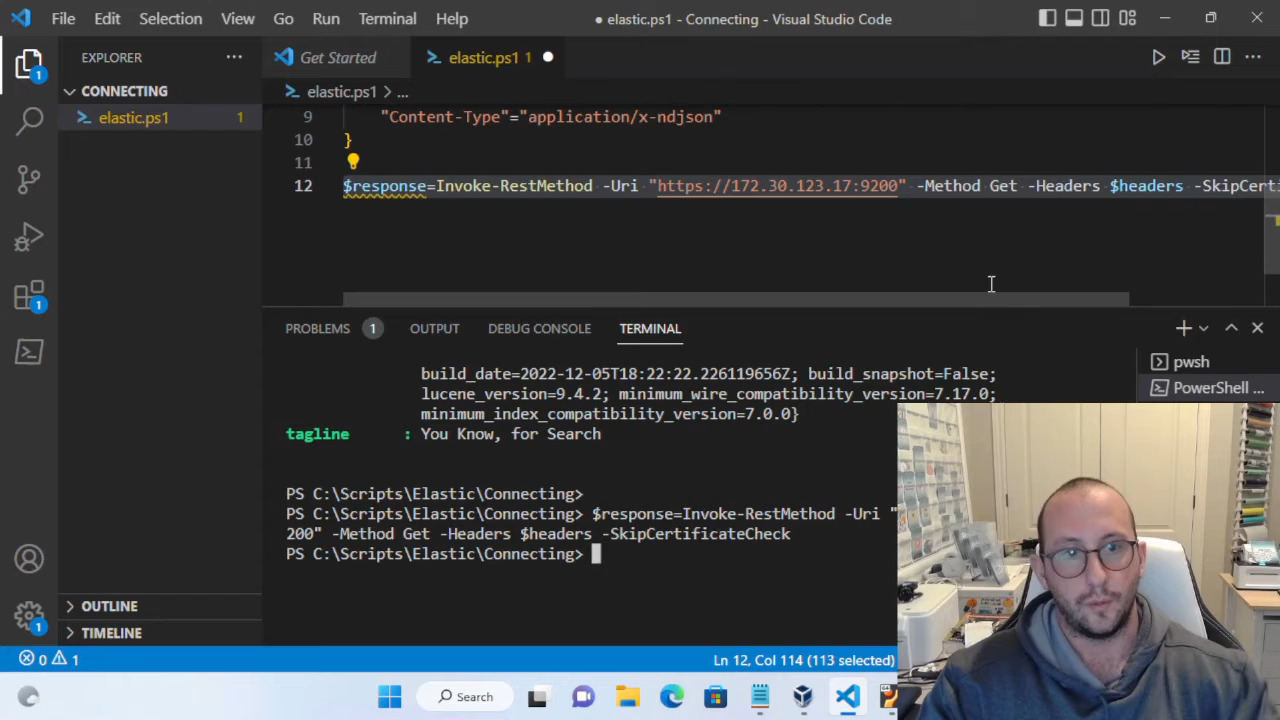 File Edit Selection View Go Run Terminal Help
● elastic.ps1 - Connecting - Visual Studio Code
EXPLORER
Get Started
elastic.ps1 1
CONNECTING
elastic.ps1 > ...
elastic.ps1 1
9 "Content-Type"="application/x-ndjson"
10 }
11
12 $response=Invoke-RestMethod -Uri "https://172.30.123.17:9200" -Method Get -Headers $headers -SkipCerti
1
1
PROBLEMS 1 OUTPUT DEBUG CONSOLE TERMINAL
pwsh
PowerShell ...
build_date=2022-12-05T18:22:22.226119656Z; build_snapshot=False;
lucene_version=9.4.2; minimum_wire_compatibility_version=7.17.0;
minimum_index_compatibility_version=7.0.0}
tagline : You Know, for Search
PS C:\Scripts\Elastic\Connecting>
PS C:\Scripts\Elastic\Connecting> $response=Invoke-RestMethod -Uri "
200" -Method Get -Headers $headers -SkipCertificateCheck
PS C:\Scripts\Elastic\Connecting>
OUTLINE
1
TIMELINE
0 1
Ln 12, Col 114 (113 selected)
Search